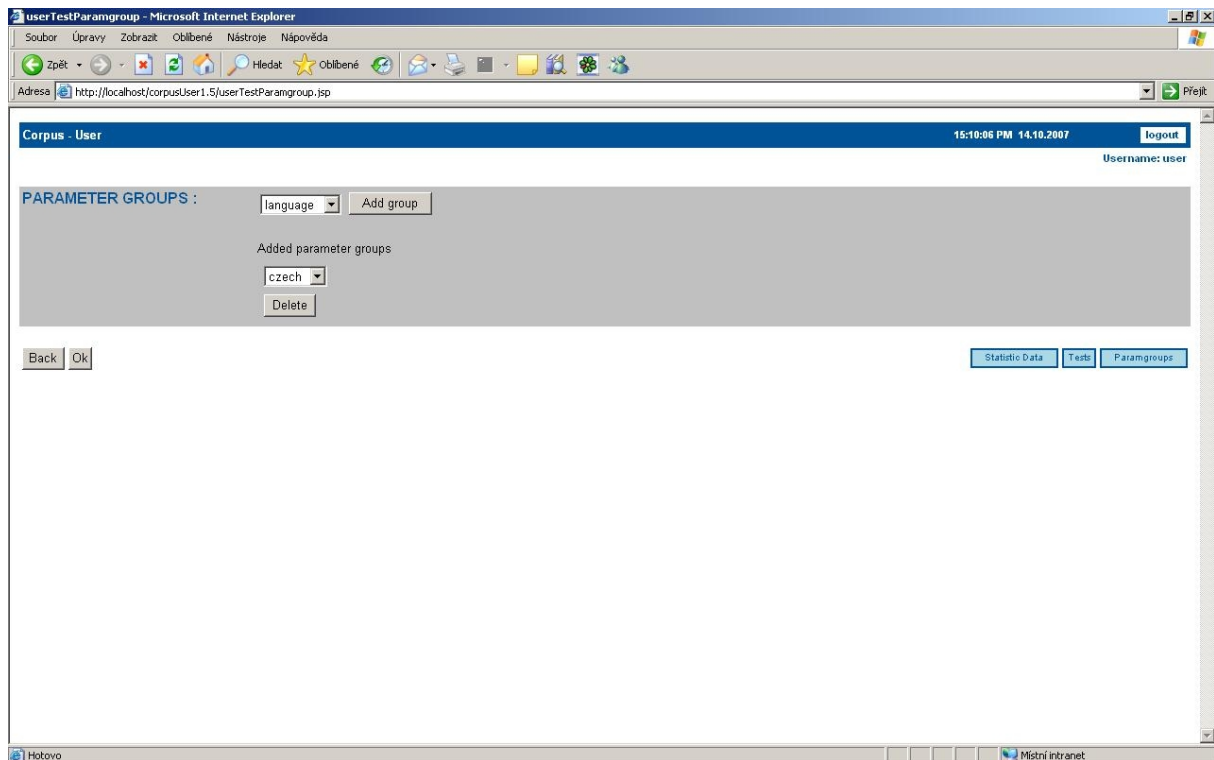 userTestParamgroup - Microsoft Internet Explorer
Soubor Úpravy Zobrazit Oblíbené Nástroje Nápověda
Zpět Hledat Oblíbené
Adresa http://localhost/corpusUser1.5/userTestParamgroup.jsp Přejít
Corpus - User 15:10:06 PM 14.10.2007 logout
Username: user
PARAMETER GROUPS : language Add group
Added parameter groups
czech
Delete
Back Ok Statistic Data Tests Paramgroups
Hotovo Místní intranet